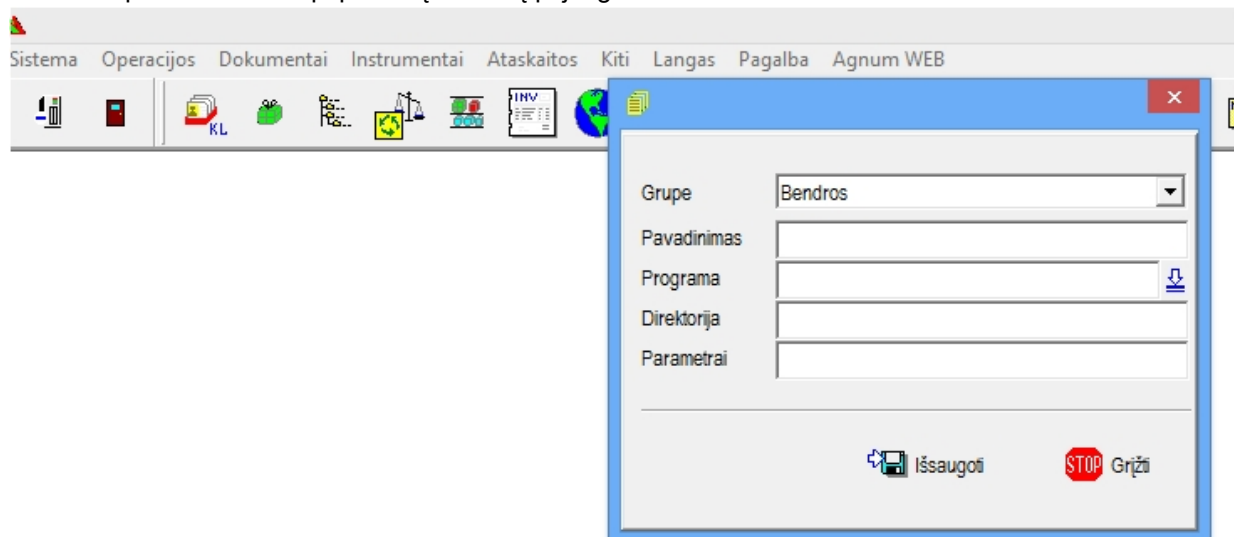 Sistema Operacijos Dokumentai Instrumentai Ataskaitos Kiti Langas Pagalba Agnum WEB
KL
INV
Grupe Bendros
Pavadinimas
Programa
Direktorija
Parametrai
Išsaugoti STOP Grįžti